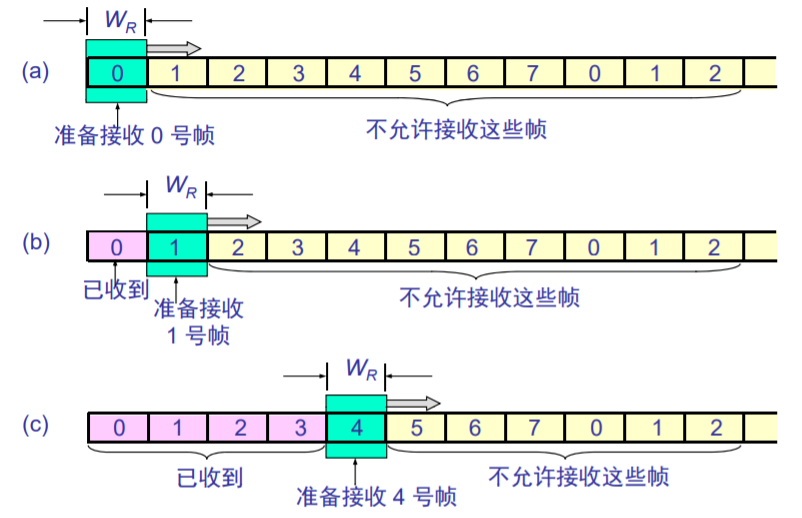 W_R
(a) 0 1 2 3 4 5 6 7 0 1 2
准备接收 0 号帧
不允许接收这些帧
W_R
(b) 0 1 2 3 4 5 6 7 0 1 2
已收到
准备接收
1 号帧
不允许接收这些帧
W_R
(c) 0 1 2 3 4 5 6 7 0 1 2
已收到
准备接收 4 号帧
不允许接收这些帧